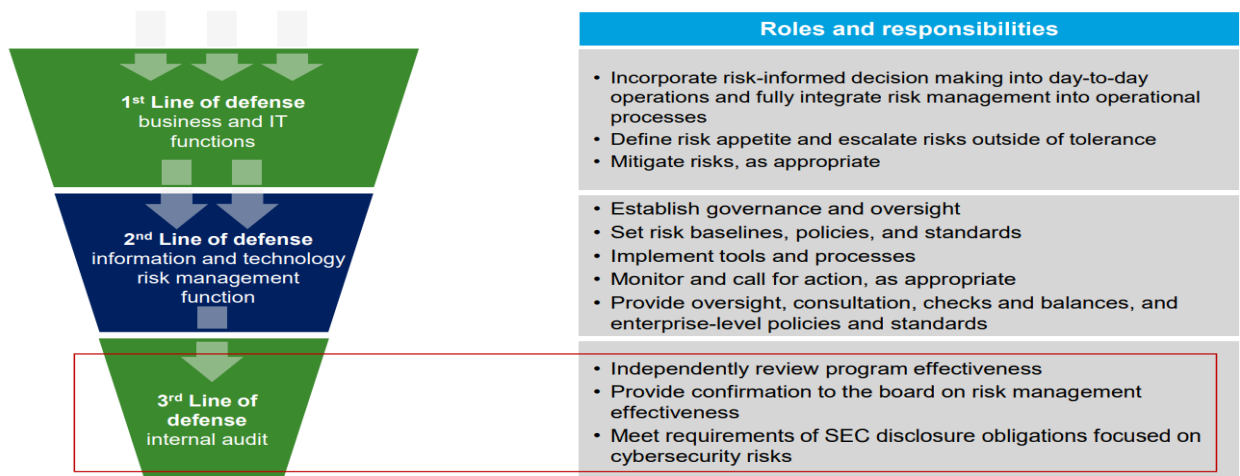 Roles and responsibilities
1st Line of defense
business and IT
functions
• Incorporate risk-informed decision making into day-to-day
operations and fully integrate risk management into operational
processes
• Define risk appetite and escalate risks outside of tolerance
• Mitigate risks, as appropriate
2nd Line of defense
information and technology
risk management
function
• Establish governance and oversight
• Set risk baselines, policies, and standards
• Implement tools and processes
• Monitor and call for action, as appropriate
• Provide oversight, consultation, checks and balances, and
enterprise-level policies and standards
3rd Line of
defense
internal audit
• Independently review program effectiveness
• Provide confirmation to the board on risk management
effectiveness
• Meet requirements of SEC disclosure obligations focused on
cybersecurity risks